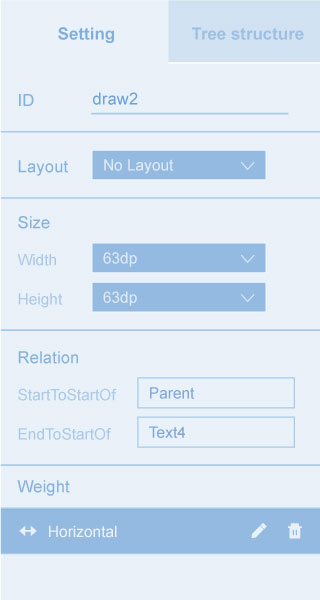 Setting Tree structure
ID draw2
Layout No Layout
Size
Width 63dp
Height 63dp
Relation
StartToStartOf Parent
EndToStartOf Text4
Weight
Horizontal